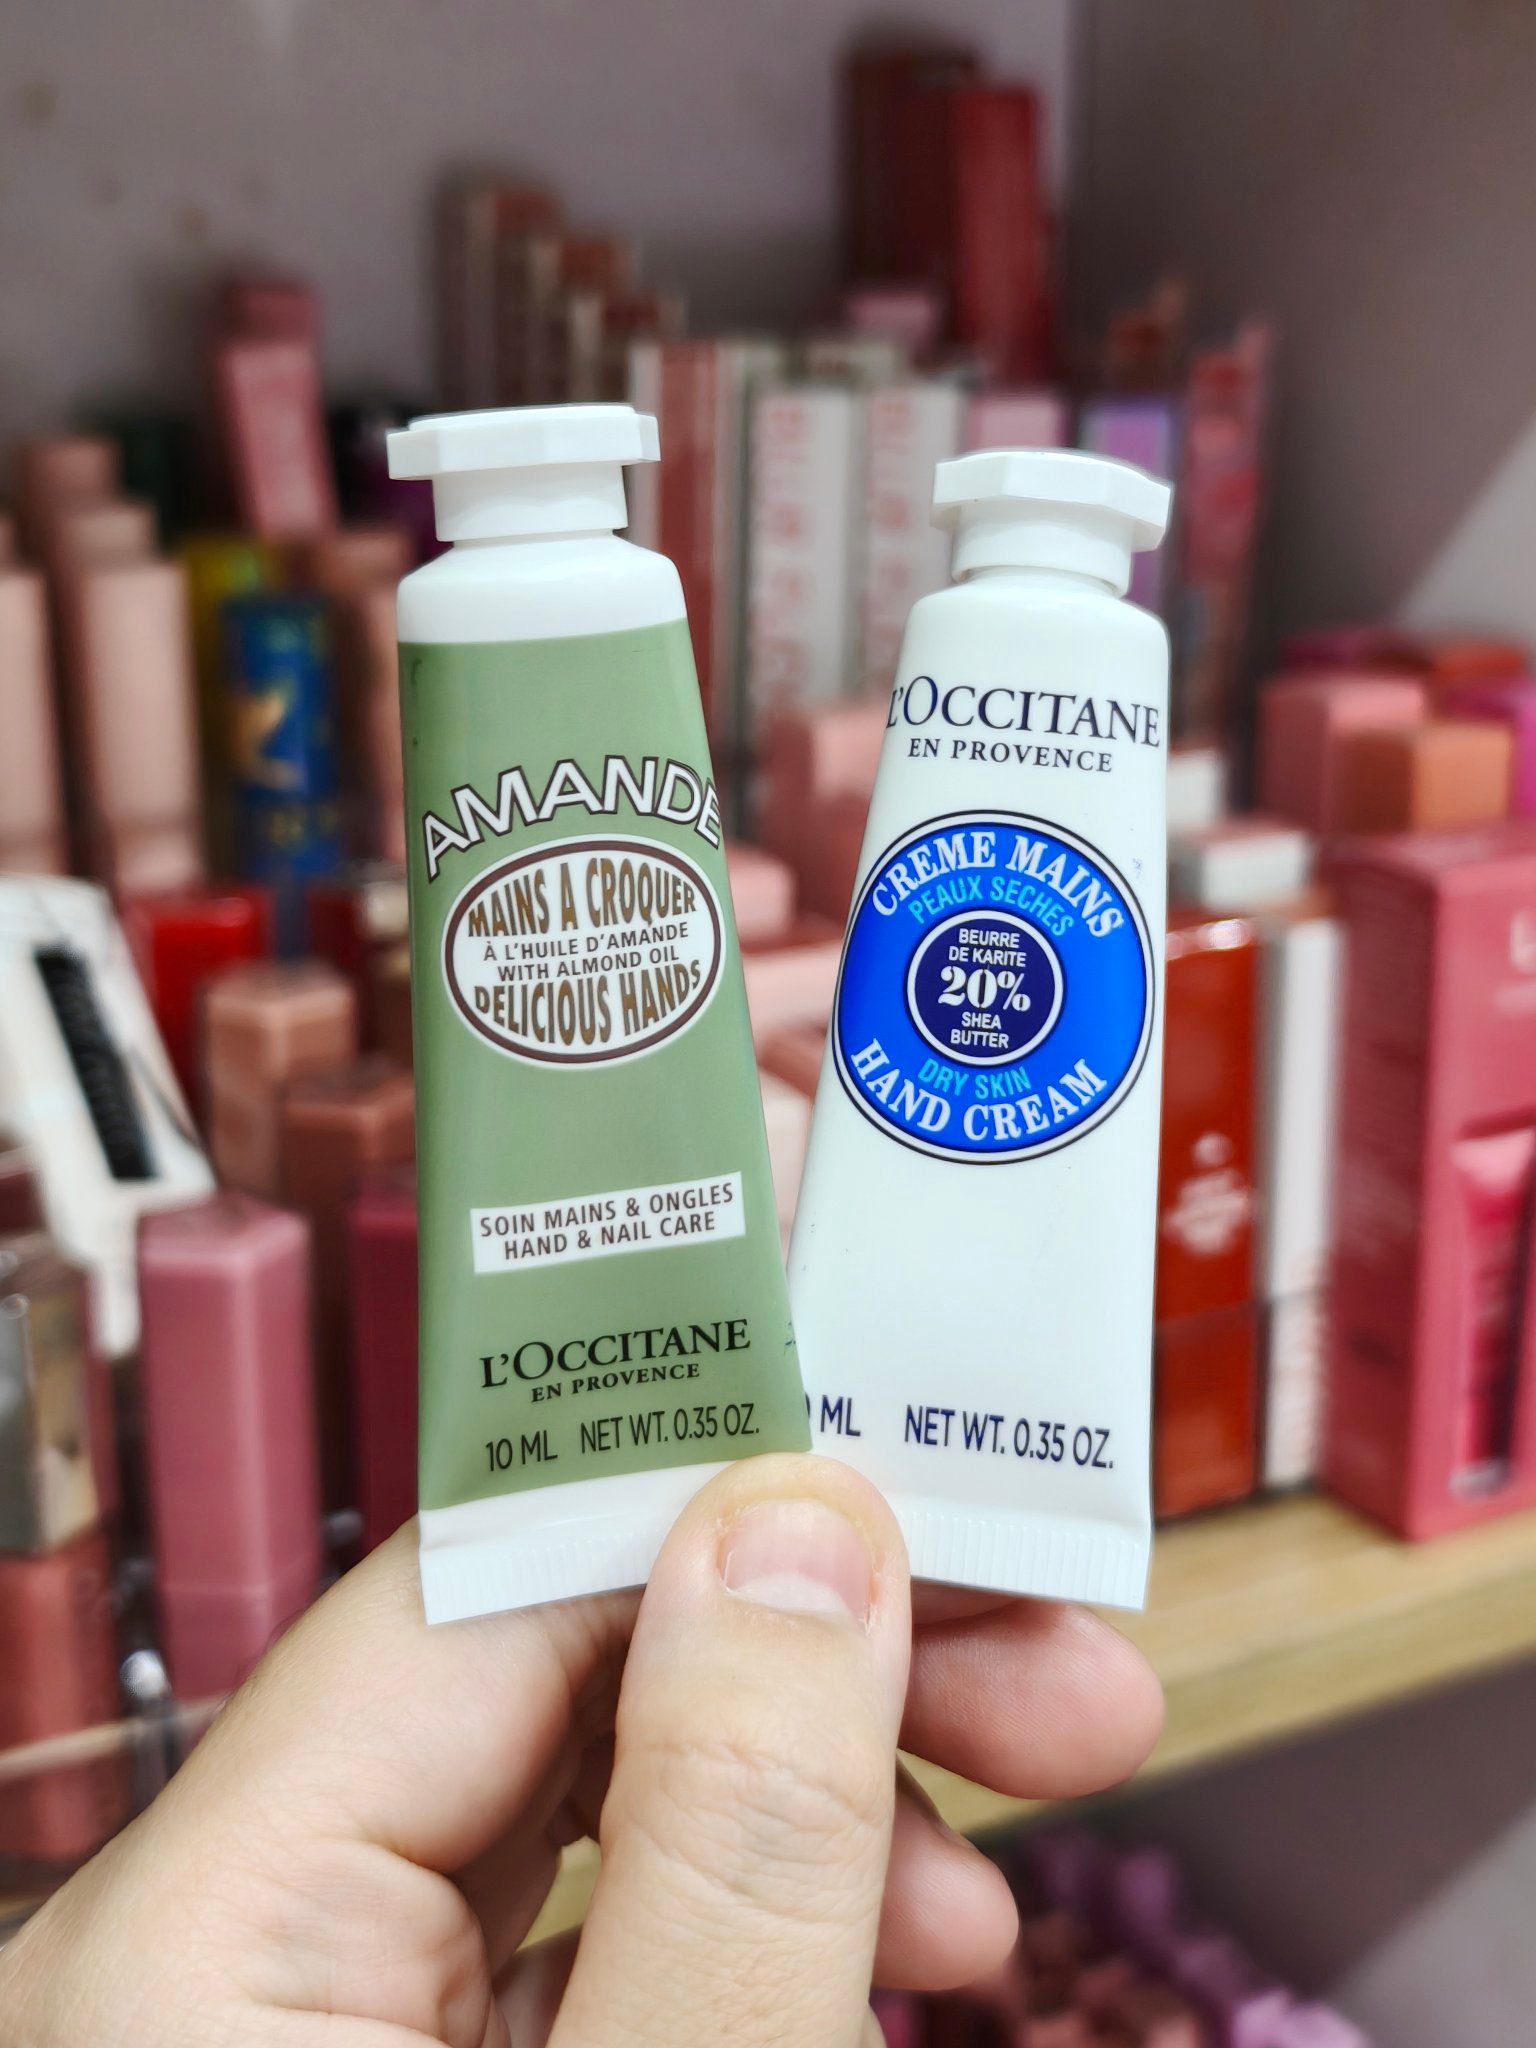 AMANDE
MAINS A CROQUER
À L'HUILE D'AMANDE
WITH ALMOND OIL
DELICIOUS HANDS
SOIN MAINS & ONGLES
HAND & NAIL CARE
L'OCCITANE
EN PROVENCE
10 ML NET WT. 0.35 OZ.
L'OCCITANE
EN PROVENCE
CREME MAINS
PEAUX SECHES
BEURRE
DE KARITE
20%
SHEA
BUTTER
DRY SKIN
HAND CREAM
ML NET WT. 0.35 OZ.